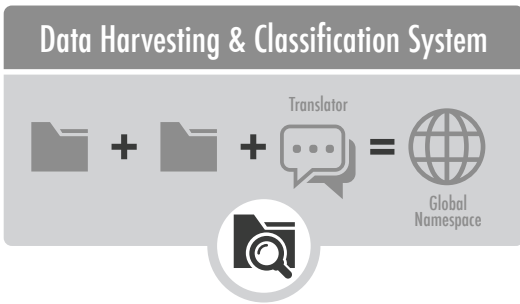 Data Harvesting & Classification System
Translator
+
+
=
Global
Namespace